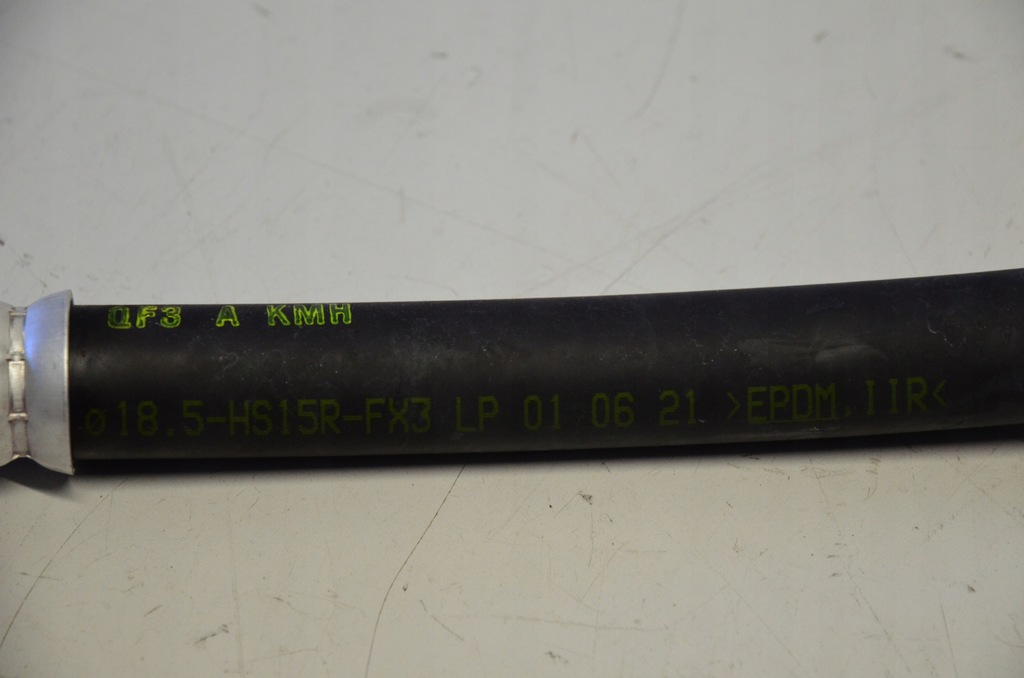 QF3 A KMH
ø18.5-HS15R-FX3 LP 01 06 21 >EPDM,IIR<